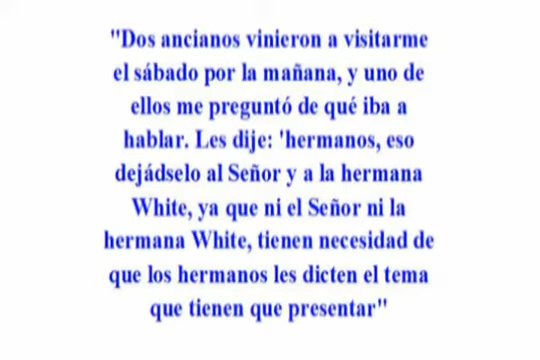 "Dos ancianos vinieron a visitarme
el sábado por la mañana, y uno de
ellos me preguntó de qué iba a
hablar. Les dije: 'hermanos, eso
dejádselo al Señor y a la hermana
White, ya que ni el Señor ni la
hermana White, tienen necesidad de
que los hermanos les dicten el tema
que tienen que presentar"